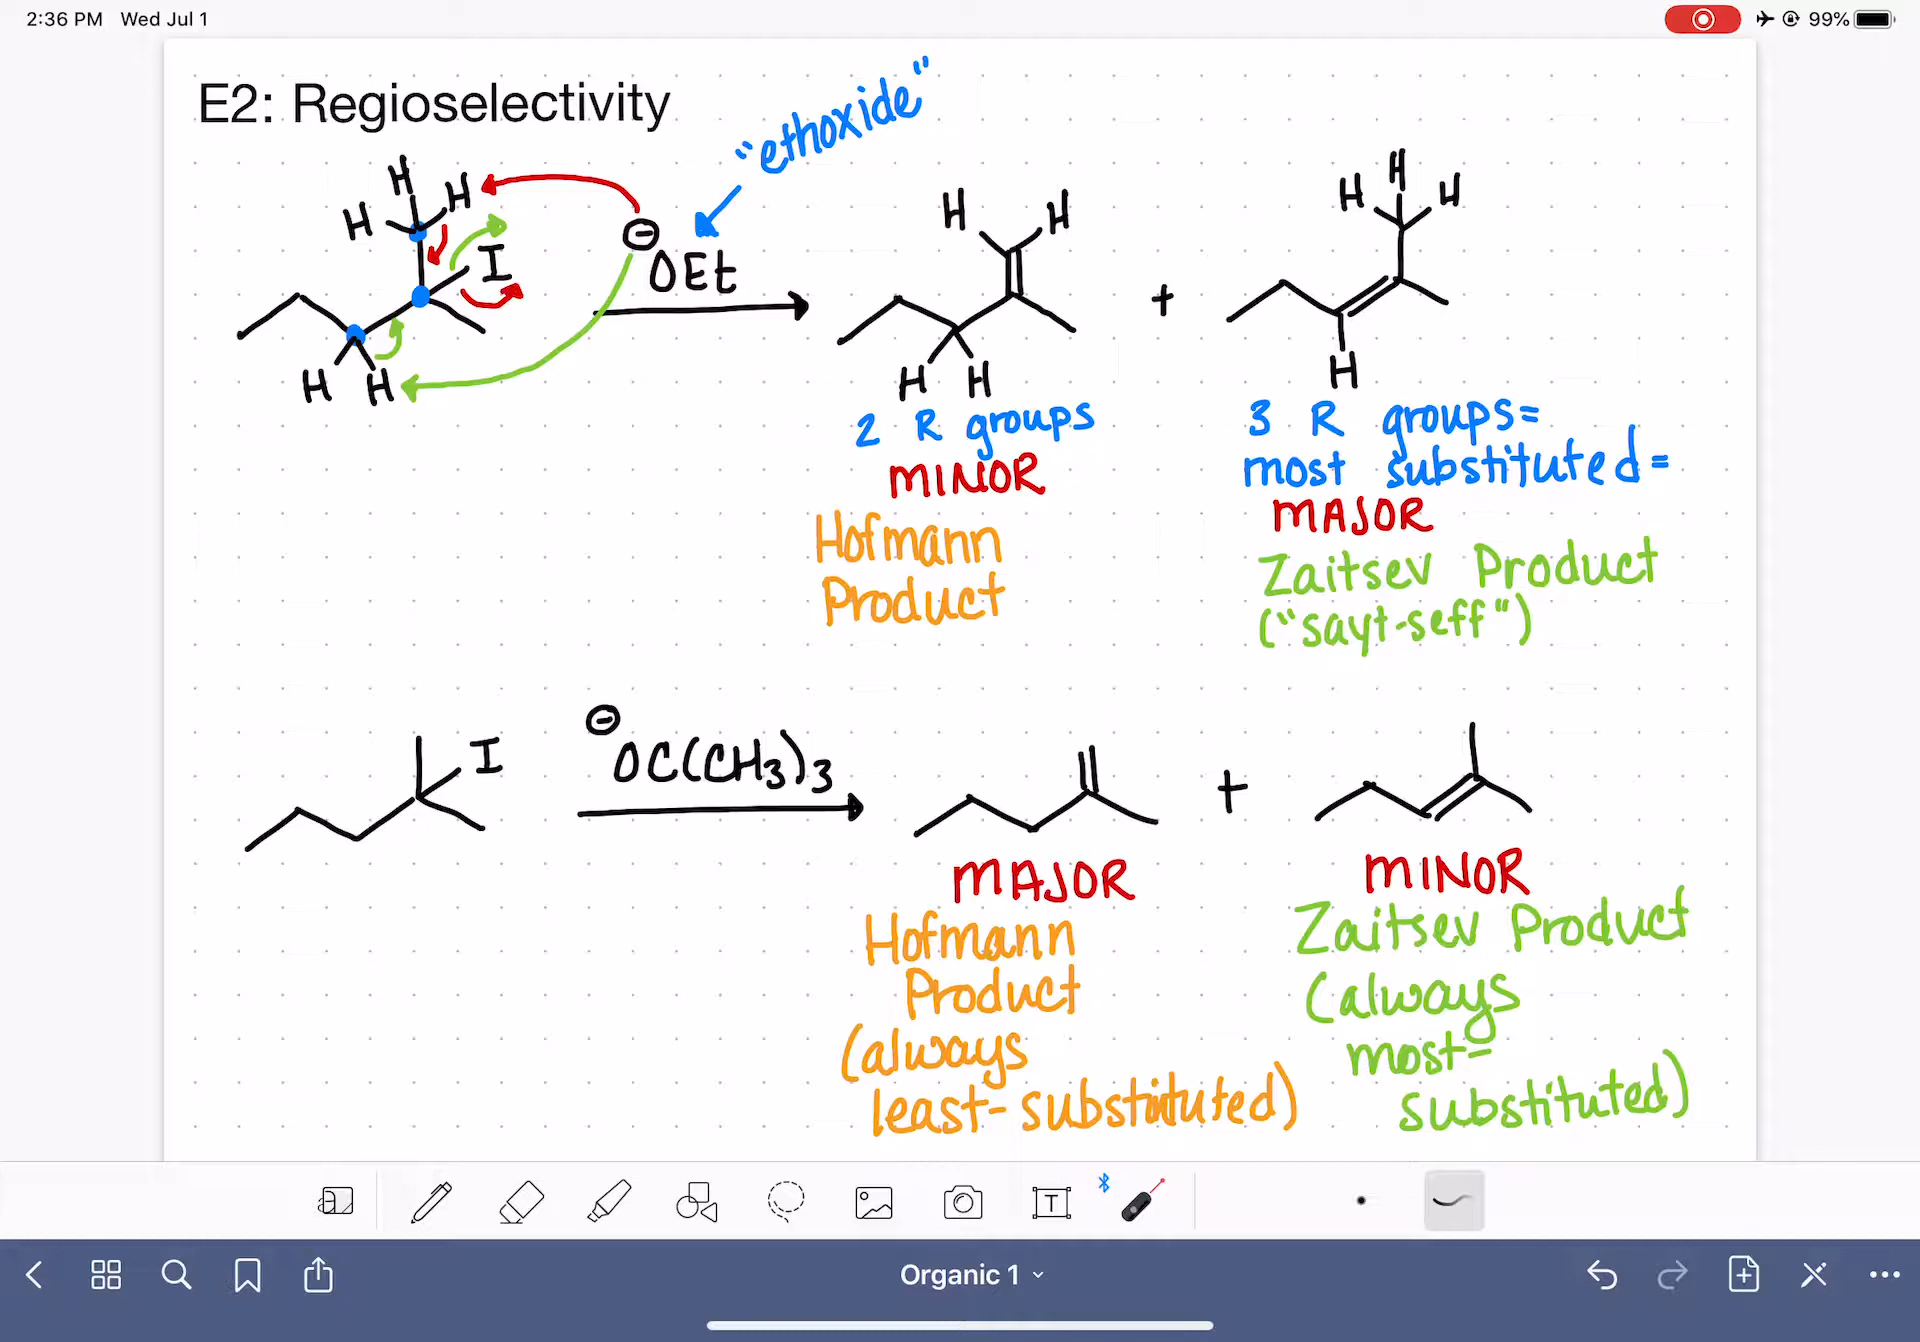 2:36 PM Wed Jul 1
99%
E2: Regioselectivity
"ethoxide"
H
H H
I
⊖
OEt
H H
H H
H H
2 R groups
MINOR
Hofmann
Product
+
H
H H
H
3 R groups=
most substituted=
MAJOR
Zaitsev Product
("sayt-seff")
I
⊖
OC(CH₃)₃
+
MAJOR
Hofmann
Product
(always
least-substituted)
MINOR
Zaitsev Product
(always
most-
substituted)
a
T
Organic 1